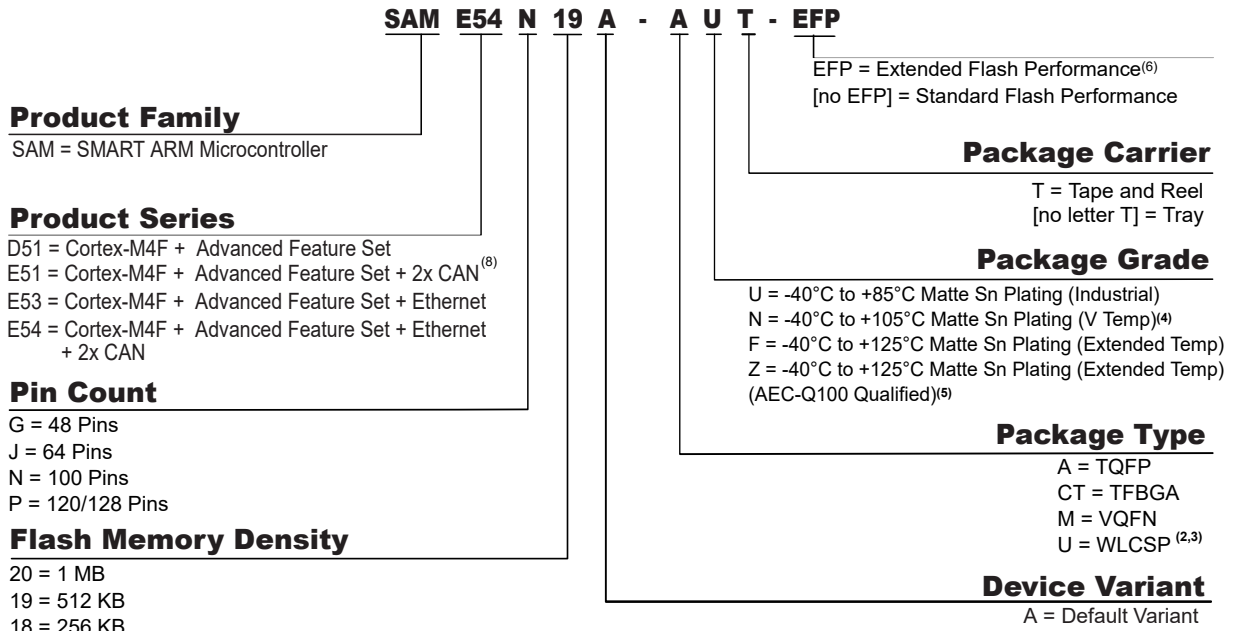 SAM E54 N 19 A - A U T - EFP
EFP = Extended Flash Performance(6)
[no EFP] = Standard Flash Performance
Product Family
SAM = SMART ARM Microcontroller
Package Carrier
T = Tape and Reel
[no letter T] = Tray
Product Series
D51 = Cortex-M4F + Advanced Feature Set
E51 = Cortex-M4F + Advanced Feature Set + 2x CAN(8)
E53 = Cortex-M4F + Advanced Feature Set + Ethernet
E54 = Cortex-M4F + Advanced Feature Set + Ethernet
+ 2x CAN
Package Grade
U = -40°C to +85°C Matte Sn Plating (Industrial)
N = -40°C to +105°C Matte Sn Plating (V Temp)(4)
F = -40°C to +125°C Matte Sn Plating (Extended Temp)
Z = -40°C to +125°C Matte Sn Plating (Extended Temp)
(AEC-Q100 Qualified)(5)
Pin Count
G = 48 Pins
J = 64 Pins
N = 100 Pins
P = 120/128 Pins
Package Type
A = TQFP
CT = TFBGA
M = VQFN
U = WLCSP (2,3)
Flash Memory Density
20 = 1 MB
19 = 512 KB
18 = 256 KB
Device Variant
A = Default Variant